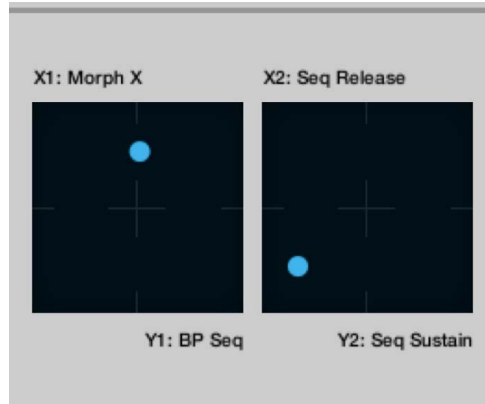 X1: Morph X
X2: Seq Release
Y1: BP Seq
Y2: Seq Sustain